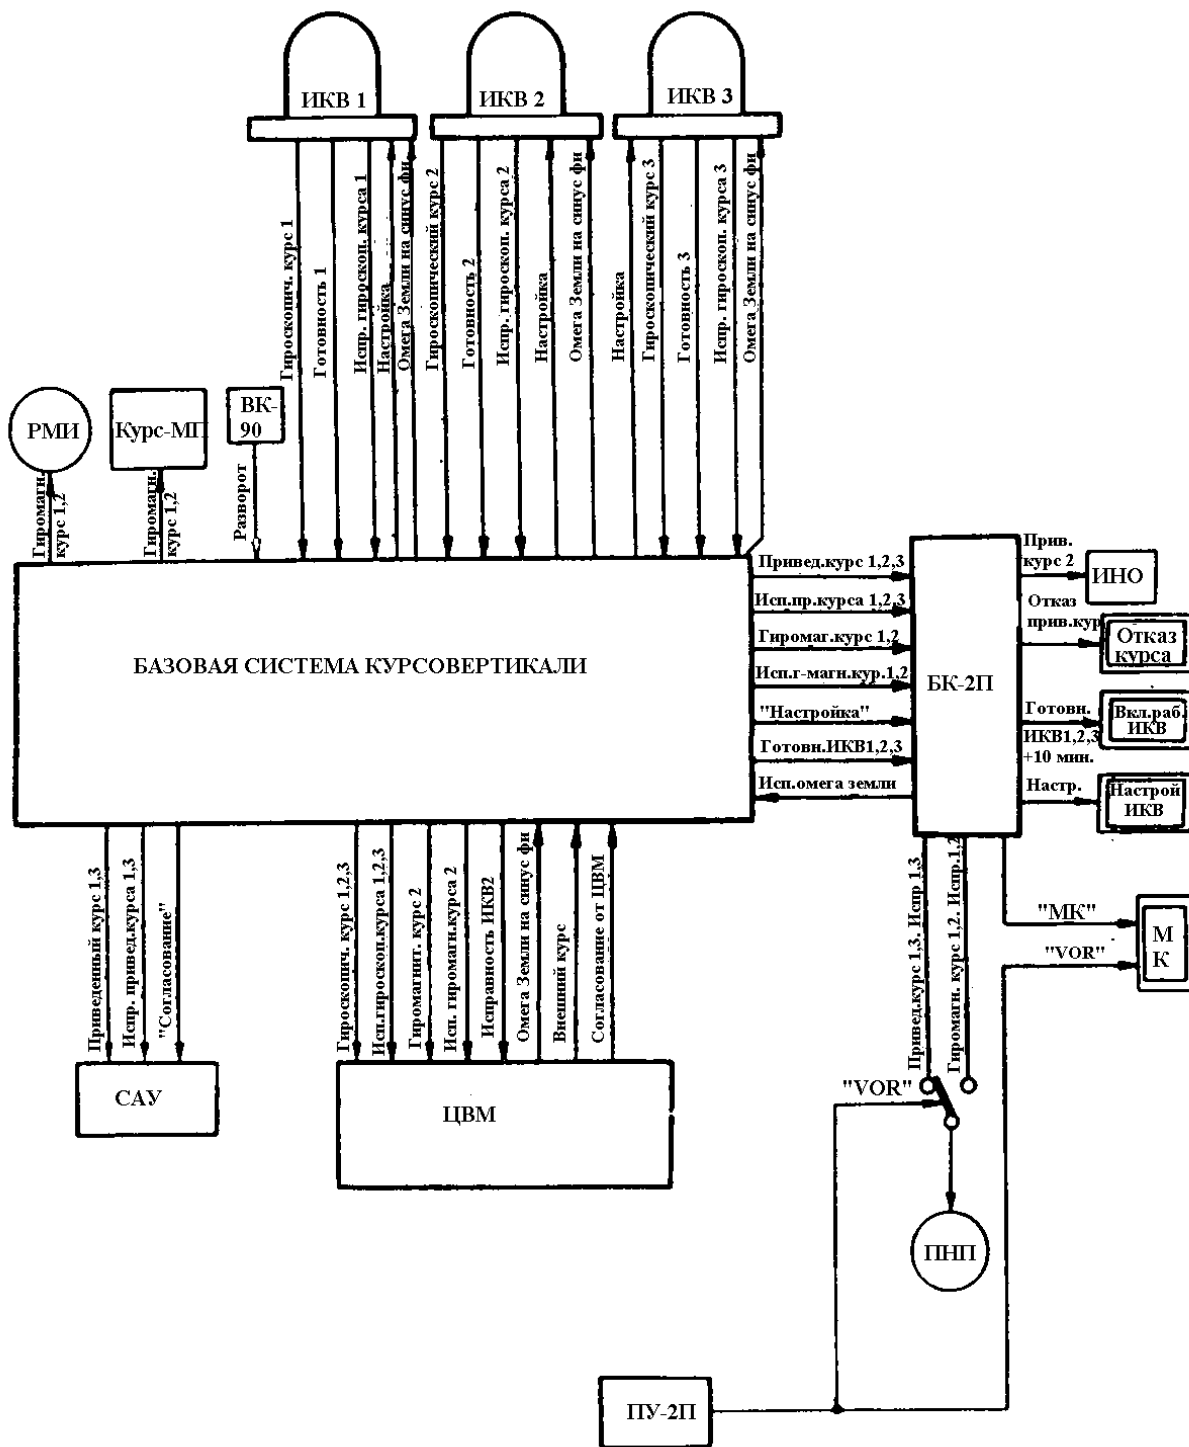 ИКВ 1
ИКВ 2
ИКВ 3
Гироскопич. курс 1
Готовность 1
Испр. гироскоп. курса 1
Настройка
Омега Земли на синус фи
Гироскопический курс 2
Готовность 2
Испр. гироскоп. курса 2
Настройка
Омега Земли на синус фи
Настройка
Гироскопический курс 3
Готовность 3
Испр. гироскоп. курса 3
Омега Земли на синус фи
РМИ
Курс-МП
ВК-
90
Гиромагн.
курс 1,2
Гиромагн.
курс 1,2
Разворот
БАЗОВАЯ СИСТЕМА КУРСОВЕРТИКАЛИ
Привед.курс 1,2,3
Исп.пр.курса 1,2,3
Гиромаг.курс 1,2
Исп.г-магн.кур.1,2
"Настройка"
Готовн.ИКВ1,2,3
Исп.омега земли
БК-2П
Прив.
курс 2
ИНО
Отказ
прив.кур
Отказ
курса
Готовн.
ИКВ1,2,3
+10 мин.
Вкл.раб.
ИКВ
Настр.
Настрой
ИКВ
Приведенный курс 1,3
Испр. привед.курса 1,3
"Согласование"
САУ
Гироскопич. курс 1,2,3
Исп.гироскоп.курса 1,2,3
Гиромагнит. курс 2
Исп. гиромагн.курса 2
Исправность ИКВ2
Омега Земли на синус фи
Внешний курс
Согласование от ЦВМ
ЦВМ
Привед.курс 1,3. Испр 1,3
Гиромагн. курс 1,2. Испр.1,2
"МК"
"VOR"
М
К
"VOR"
ПНП
ПУ-2П